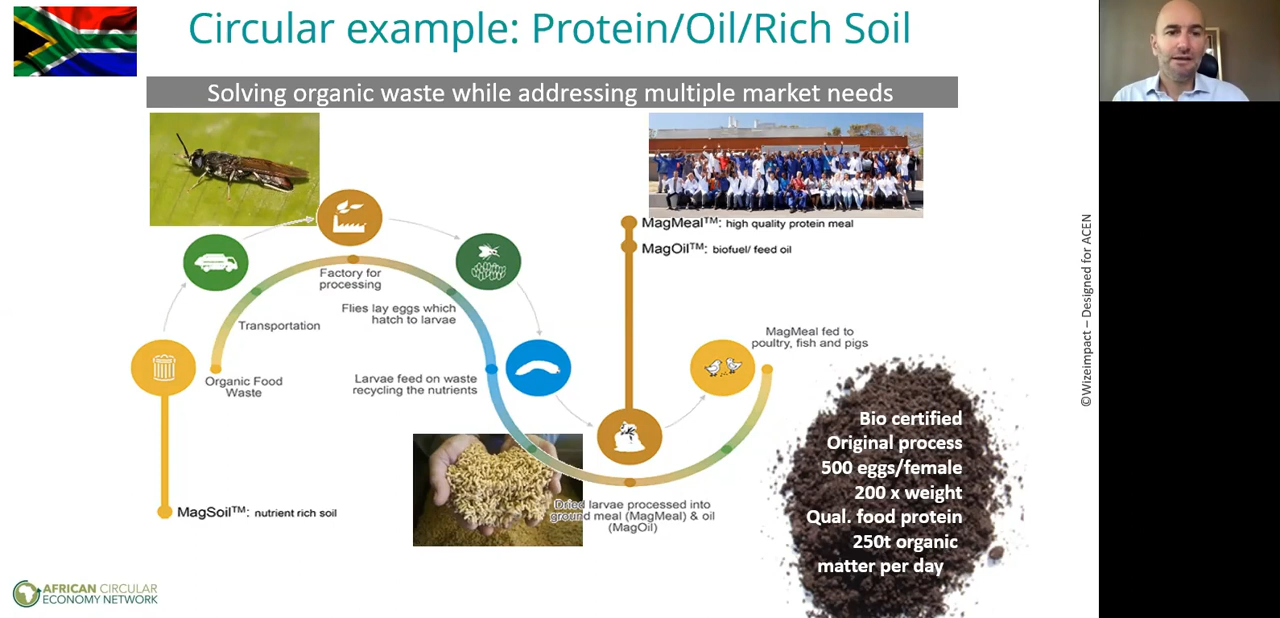 Circular example: Protein/Oil/Rich Soil
Solving organic waste while addressing multiple market needs
MagMeal™: high quality protein meal
MagOil™: biofuel/ feed oil
Factory for
processing
Flies lay eggs which
hatch to larvae
Transportation
MagMeal fed to
poultry, fish and pigs
Organic Food
Waste
Larvae feed on waste
recycling the nutrients
MagSoil™: nutrient rich soil
Dried larvae processed into
ground meal (MagMeal) & oil
(MagOil)
Bio certified
Original process
500 eggs/female
200 x weight
Qual. food protein
250t organic
matter per day
©Wizeimpact – Designed for ACEN
AFRICAN CIRCULAR
ECONOMY NETWORK